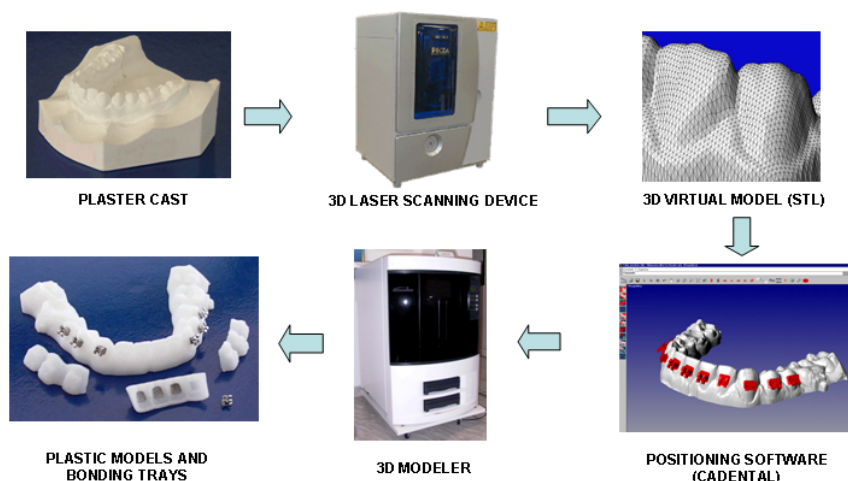 PLASTER CAST
3D LASER SCANNING DEVICE
3D VIRTUAL MODEL (STL)
PLASTIC MODELS AND
BONDING TRAYS
3D MODELER
POSITIONING SOFTWARE
(CADENTAL)